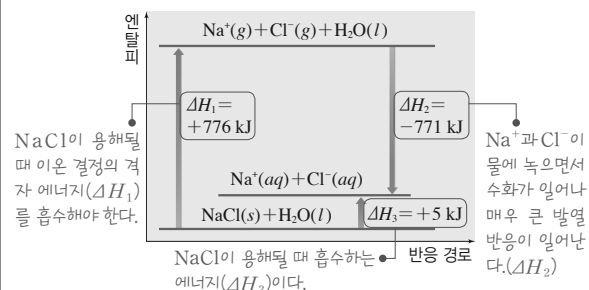 엔탈피
Na⁺(g)+Cl⁻(g)+H₂O(l)
ΔH₁=
+776 kJ
ΔH₂=
−771 kJ
NaCl이 용해될
때 이온 결정의 격
자 에너지(ΔH₁)
를 흡수해야 한다.
Na⁺과 Cl⁻이
물에 녹으면서
수화가 일어나
매우 큰 발열
반응이 일어난
다.(ΔH₂)
Na⁺(aq)+Cl⁻(aq)
ΔH₃=+5 kJ
NaCl(s)+H₂O(l)
반응 경로
NaCl이 용해될 때 흡수하는
에너지(ΔH₃)이다.